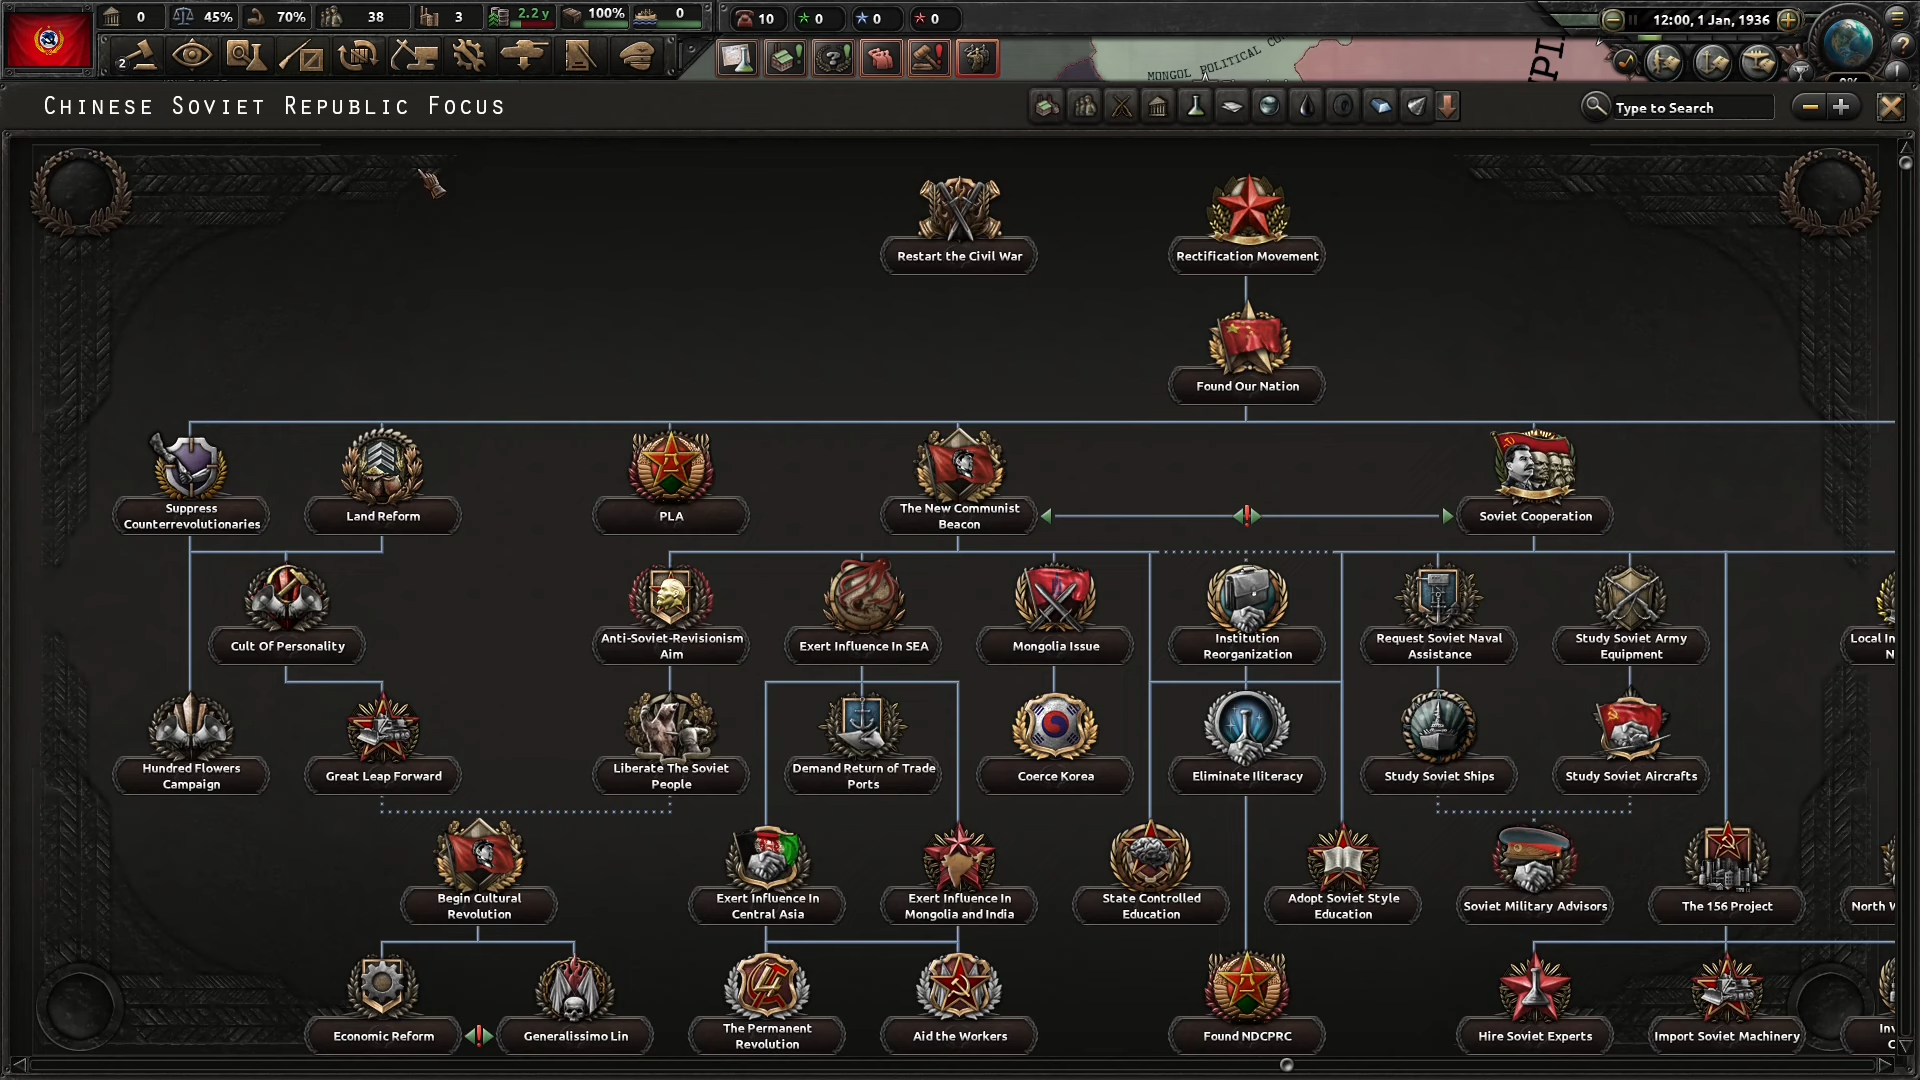 0
45%
70%
38
3
2.2 y
100%
0
10
0
0
0
12:00, 1 Jan, 1936
2
MONGOL POLITICAL CO
CHINESE SOVIET REPUBLIC FOCUS
Type to Search
Restart the Civil War
Rectification Movement
Found Our Nation
Suppress
Counterrevolutionaries
Land Reform
PLA
The New Communist
Beacon
Soviet Cooperation
Cult Of Personality
Anti-Soviet-Revisionism
Aim
Exert Influence In SEA
Mongolia Issue
Institution
Reorganization
Request Soviet Naval
Assistance
Study Soviet Army
Equipment
Local In
N
Hundred Flowers
Campaign
Great Leap Forward
Liberate The Soviet
People
Demand Return of Trade
Ports
Coerce Korea
Eliminate Iliteracy
Study Soviet Ships
Study Soviet Aircrafts
Begin Cultural
Revolution
Exert Influence In
Central Asia
Exert Influence In
Mongolia and India
State Controlled
Education
Adopt Soviet Style
Education
Soviet Military Advisors
The 156 Project
North W
Economic Reform
Generalissimo Lin
The Permanent
Revolution
Aid the Workers
Found NDCPRC
Hire Soviet Experts
Import Soviet Machinery
Inv
C